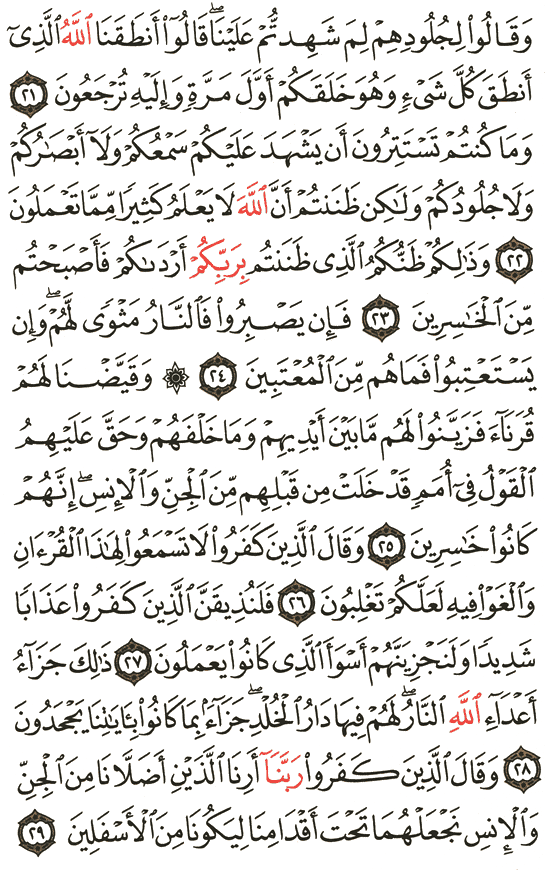 وَقَالُوا۟ لِجُلُودِهِمْ لِمَ شَهِدتُّمْ عَلَيْنَا ۖ قَالُوٓا۟ أَنطَقَنَا ٱللَّهُ ٱلَّذِىٓ
أَنطَقَ كُلَّ شَىْءٍ وَهُوَ خَلَقَكُمْ أَوَّلَ مَرَّةٍ وَإِلَيْهِ تُرْجَعُونَ ٢١
وَمَا كُنتُمْ تَسْتَتِرُونَ أَن يَشْهَدَ عَلَيْكُمْ سَمْعُكُمْ وَلَآ أَبْصَٰرُكُمْ
وَلَا جُلُودُكُمْ وَلَٰكِن ظَنَنتُمْ أَنَّ ٱللَّهَ لَا يَعْلَمُ كَثِيرًا مِّمَّا تَعْمَلُونَ
٢٢ وَذَٰلِكُمْ ظَنُّكُمُ ٱلَّذِى ظَنَنتُم بِرَبِّكُمْ أَرْدَىٰكُمْ فَأَصْبَحْتُم
مِّنَ ٱلْخَٰسِرِينَ ٢٣ فَإِن يَصْبِرُوا۟ فَٱلنَّارُ مَثْوًى لَّهُمْ ۖ وَإِن
يَسْتَعْتِبُوا۟ فَمَا هُم مِّنَ ٱلْمُعْتَبِينَ ٢٤ ۞ وَقَيَّضْنَا لَهُمْ
قُرَنَآءَ فَزَيَّنُوا۟ لَهُم مَّا بَيْنَ أَيْدِيهِمْ وَمَا خَلْفَهُمْ وَحَقَّ عَلَيْهِمُ
ٱلْقَوْلُ فِىٓ أُمَمٍ قَدْ خَلَتْ مِن قَبْلِهِم مِّنَ ٱلْجِنِّ وَٱلْإِنسِ ۖ إِنَّهُمْ
كَانُوا۟ خَٰسِرِينَ ٢٥ وَقَالَ ٱلَّذِينَ كَفَرُوا۟ لَا تَسْمَعُوا۟ لِهَٰذَا ٱلْقُرْءَانِ
وَٱلْغَوْا۟ فِيهِ لَعَلَّكُمْ تَغْلِبُونَ ٢٦ فَلَنُذِيقَنَّ ٱلَّذِينَ كَفَرُوا۟ عَذَابًا
شَدِيدًا وَلَنَجْزِيَنَّهُمْ أَسْوَأَ ٱلَّذِى كَانُوا۟ يَعْمَلُونَ ٢٧ ذَٰلِكَ جَزَآءُ
أَعْدَآءِ ٱللَّهِ ٱلنَّارُ ۖ لَهُمْ فِيهَا دَارُ ٱلْخُلْدِ ۖ جَزَآءًۢ بِمَا كَانُوا۟ بِـَٔايَٰتِنَا يَجْحَدُونَ
٢٨ وَقَالَ ٱلَّذِينَ كَفَرُوا۟ رَبَّنَآ أَرِنَا ٱلَّذَيْنِ أَضَلَّانَا مِنَ ٱلْجِنِّ
وَٱلْإِنسِ نَجْعَلْهُمَا تَحْتَ أَقْدَامِنَا لِيَكُونَا مِنَ ٱلْأَسْفَلِينَ ٢٩